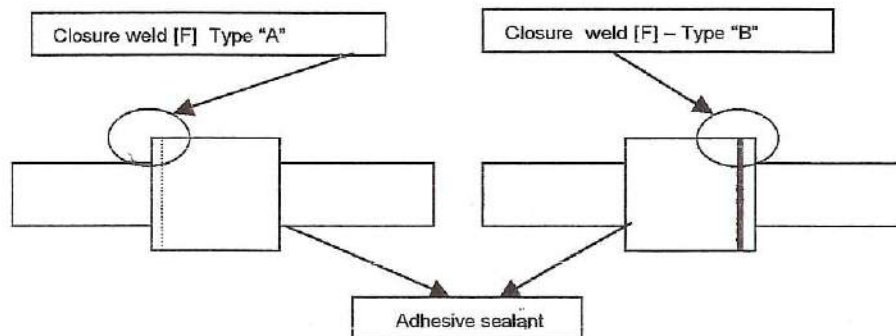 Closure weld [F] Type “A”
Closure weld [F] – Type “B”
Adhesive sealant